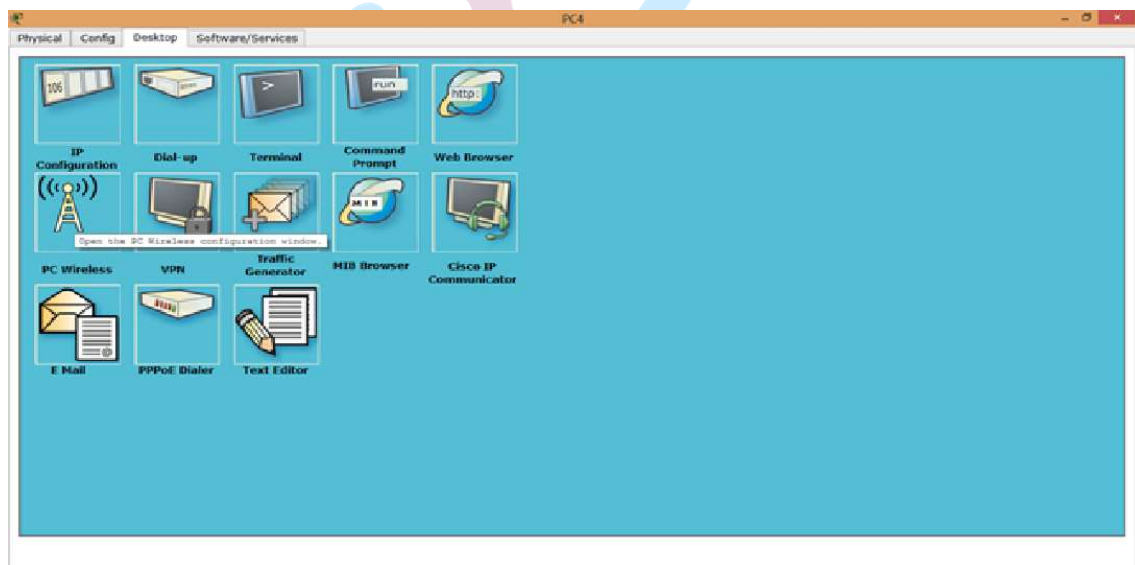 PC4
Physical Config Desktop Software/Services
106
run
http:
IP
Configuration
Dial-up
Terminal
Command
Prompt
Web Browser
MIB
Open the PC Wireless configuration window.
PC Wireless
VPN
Traffic
Generator
MIB Browser
Cisco IP
Communicator
E Mail
PPPoE Dialer
Text Editor